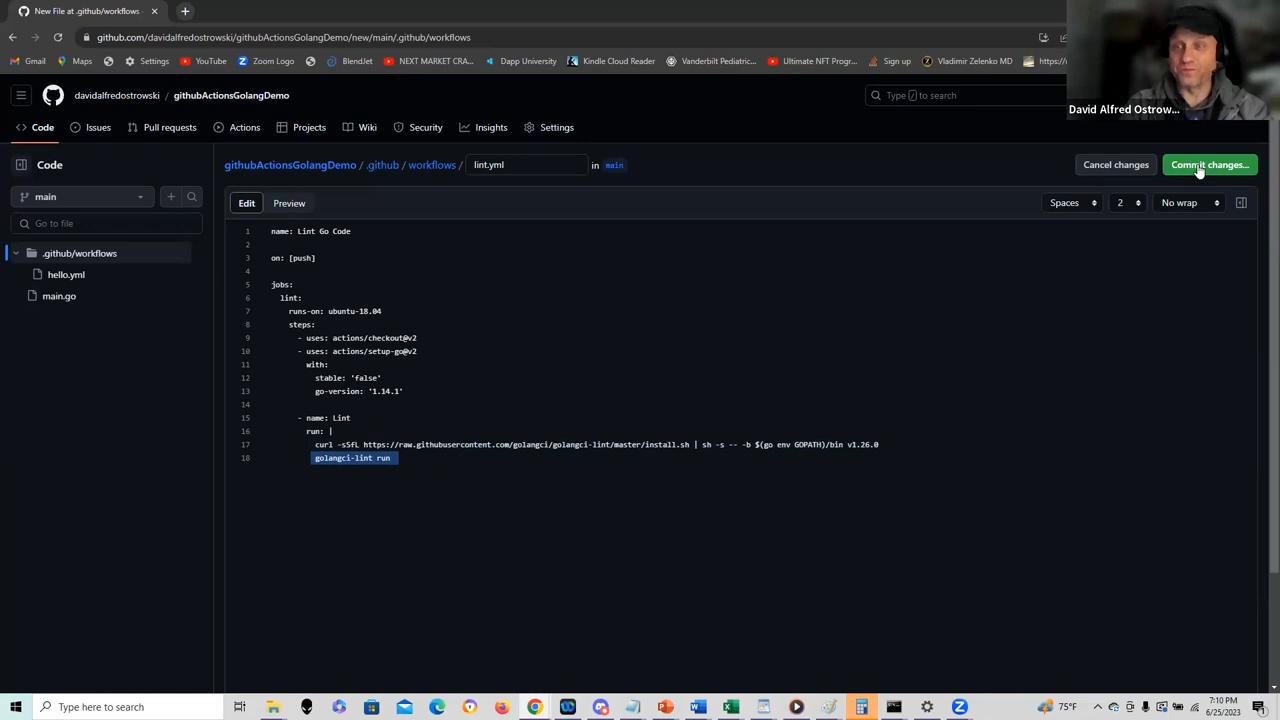 New File at .github/workflows/
github.com/davidalfredostrowski/githubActionsGolangDemo/new/main/.github/workflows
Gmail Maps Settings YouTube Zoom Logo BlendJet NEXT MARKET CRA... Dapp University Kindle Cloud Reader Vanderbilt Pediatric... Ultimate NFT Progr... Sign up Vladimir Zelenko MD
David Alfred Ostrow...
davidalfredostrowski / githubActionsGolangDemo Type / to search
Code Issues Pull requests Actions Projects Wiki Security Insights Settings
Code githubActionsGolangDemo / .github / workflows / lint.yml in main Cancel changes Commit changes...
main
Edit Preview Spaces 2 No wrap
Go to file
.github/workflows
hello.yml
main.go
1 name: Lint Go Code
2
3 on: [push]
4
5 jobs:
6 lint:
7 runs-on: ubuntu-18.04
8 steps:
9 - uses: actions/checkout@v2
10 - uses: actions/setup-go@v2
11 with:
12 stable: 'false'
13 go-version: '1.14.1'
14
15 - name: Lint
16 run: |
17 curl -sSfL https://raw.githubusercontent.com/golangci/golangci-lint/master/install.sh | sh -s -- -b $(go env GOPATH)/bin v1.26.0
18 golangci-lint run
Type here to search
75°F
7:10 PM
6/25/2023